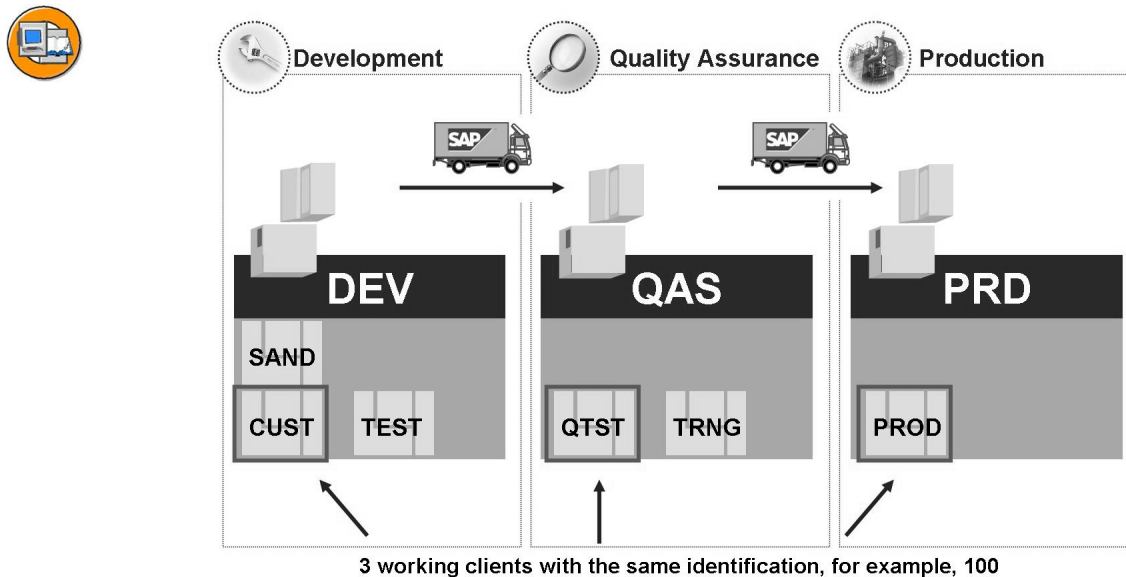 Development
Quality Assurance
Production
SAP
SAP
DEV
QAS
PRD
SAND
CUST
TEST
QTST
TRNG
PROD
3 working clients with the same identification, for example, 100